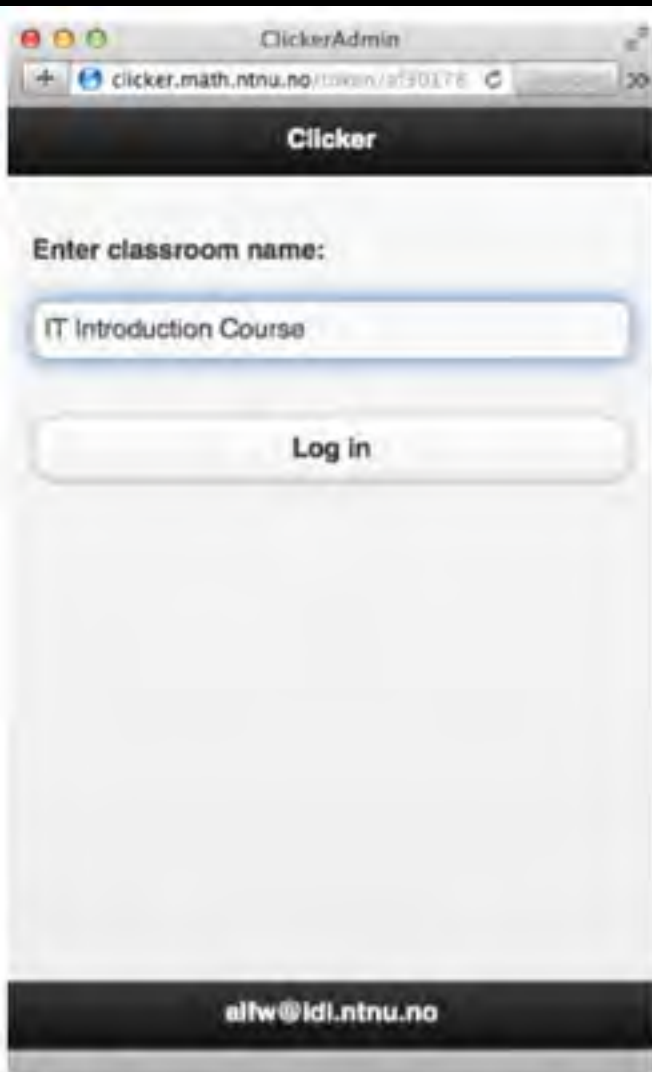 ClickerAdmin
clicker.math.ntnu.no
Clicker
Enter classroom name:
IT Introduction Course
Log in
alfw@idi.ntnu.no